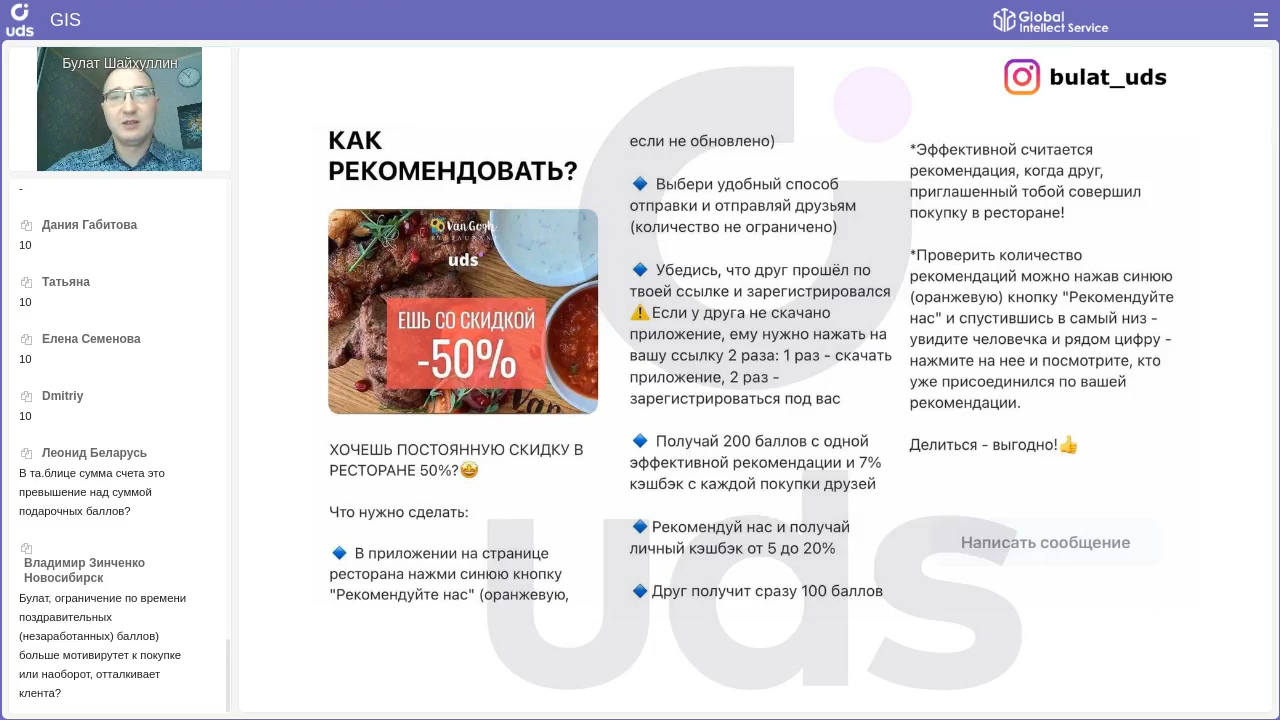 uds
GIS
Global
Intellect Service
Булат Шайхуллин
-
Дания Габитова
10
Татьяна
10
Елена Семенова
10
Dmitriy
10
Леонид Беларусь
В та.блице сумма счета это
превышение над суммой
подарочных баллов?
Владимир Зинченко
Новосибирск
Булат, ограничение по времени
поздравительных
(незаработанных) баллов)
больше мотивирутет к покупке
или наоборот, отталкивает
клента?
bulat_uds
КАК
РЕКОМЕНДОВАТЬ?
Van Gogh
RESTAURANT
uds
ЕШЬ СО СКИДКОЙ
-50%
Van Gog
ХОЧЕШЬ ПОСТОЯННУЮ СКИДКУ В
РЕСТОРАНЕ 50%?🤩
Что нужно сделать:
🔹 В приложении на странице
ресторана нажми синюю кнопку
"Рекомендуйте нас" (оранжевую,
если не обновлено)
🔹 Выбери удобный способ
отправки и отправляй друзьям
(количество не ограничено)
🔹 Убедись, что друг прошёл по
твоей ссылке и зарегистрировался
⚠️Если у друга не скачано
приложение, ему нужно нажать на
вашу ссылку 2 раза: 1 раз - скачать
приложение, 2 раз -
зарегистрироваться под вас
🔹 Получай 200 баллов с одной
эффективной рекомендации и 7%
кэшбэк с каждой покупки друзей
🔹Рекомендуй нас и получай
личный кэшбэк от 5 до 20%
🔹Друг получит сразу 100 баллов
*Эффективной считается
рекомендация, когда друг,
приглашенный тобой совершил
покупку в ресторане!
*Проверить количество
рекомендаций можно нажав синюю
(оранжевую) кнопку "Рекомендуйте
нас" и спустившись в самый низ -
увидите человечка и рядом цифру -
нажмите на нее и посмотрите, кто
уже присоединился по вашей
рекомендации.
Делиться - выгодно!👍
Написать сообщение
uds